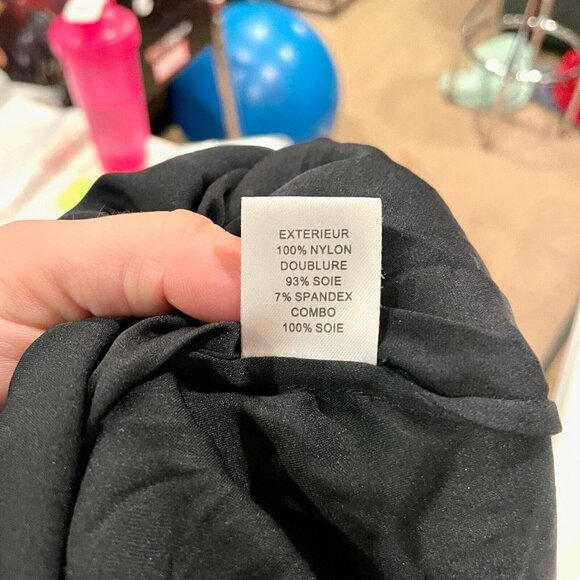 EXTERIEUR
100% NYLON
DOUBLURE
93% SOIE
7% SPANDEX
COMBO
100% SOIE